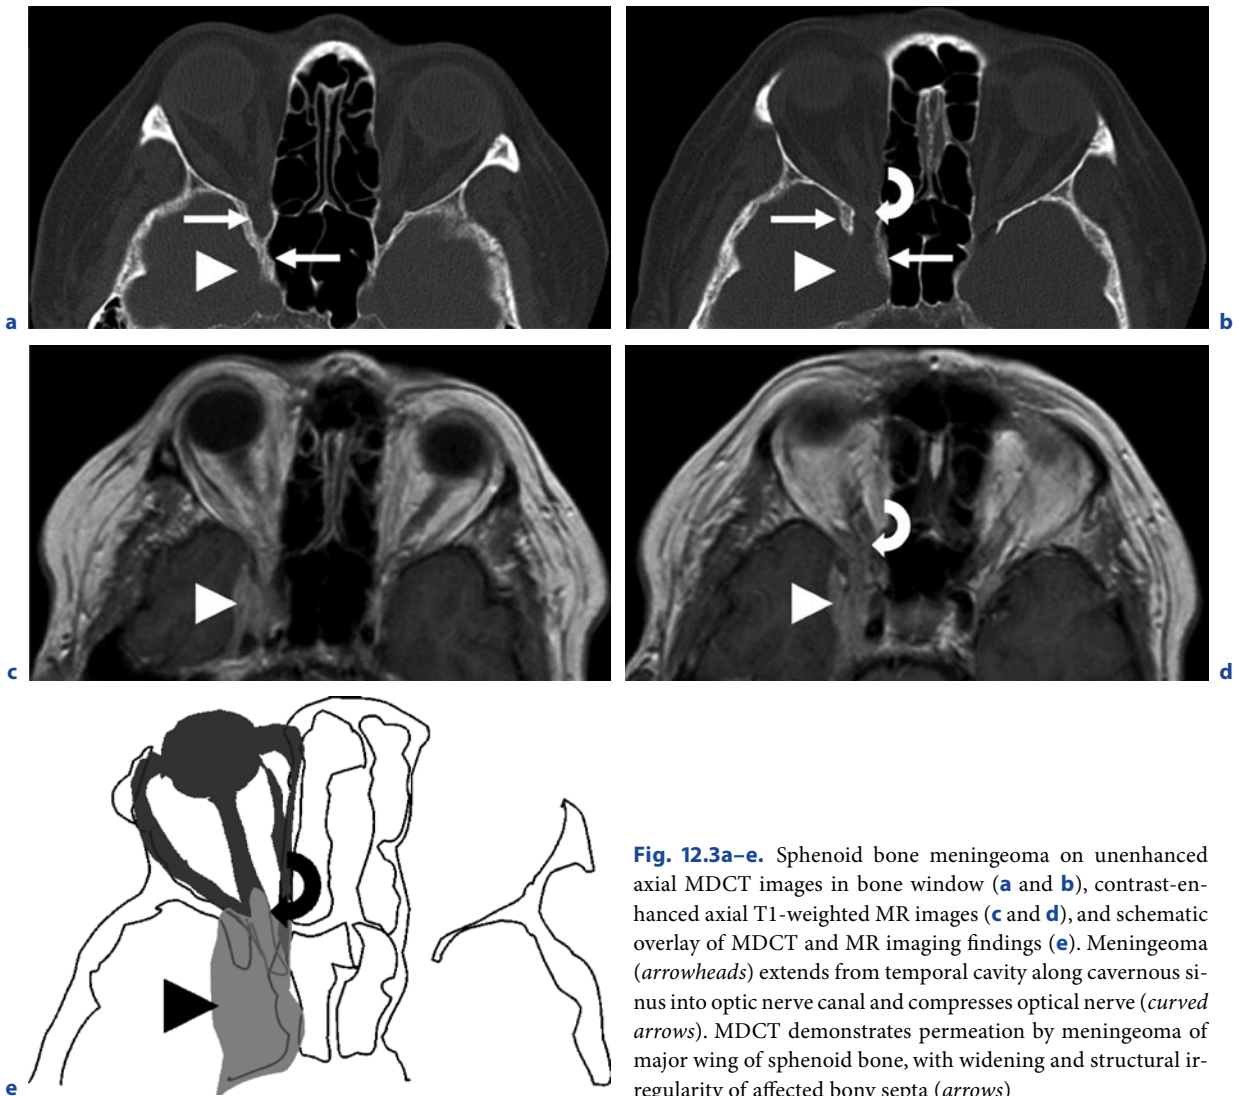 a
b
c
d
e
Fig. 12.3a–e. Sphenoid bone meningeoma on unenhanced
axial MDCT images in bone window (a and b), contrast-en-
hanced axial T1-weighted MR images (c and d), and schematic
overlay of MDCT and MR imaging findings (e). Meningeoma
(arrowheads) extends from temporal cavity along cavernous si-
nus into optic nerve canal and compresses optical nerve (curved
arrows). MDCT demonstrates permeation by meningeoma of
major wing of sphenoid bone, with widening and structural ir-
regularity of affected bony septa (arrows)